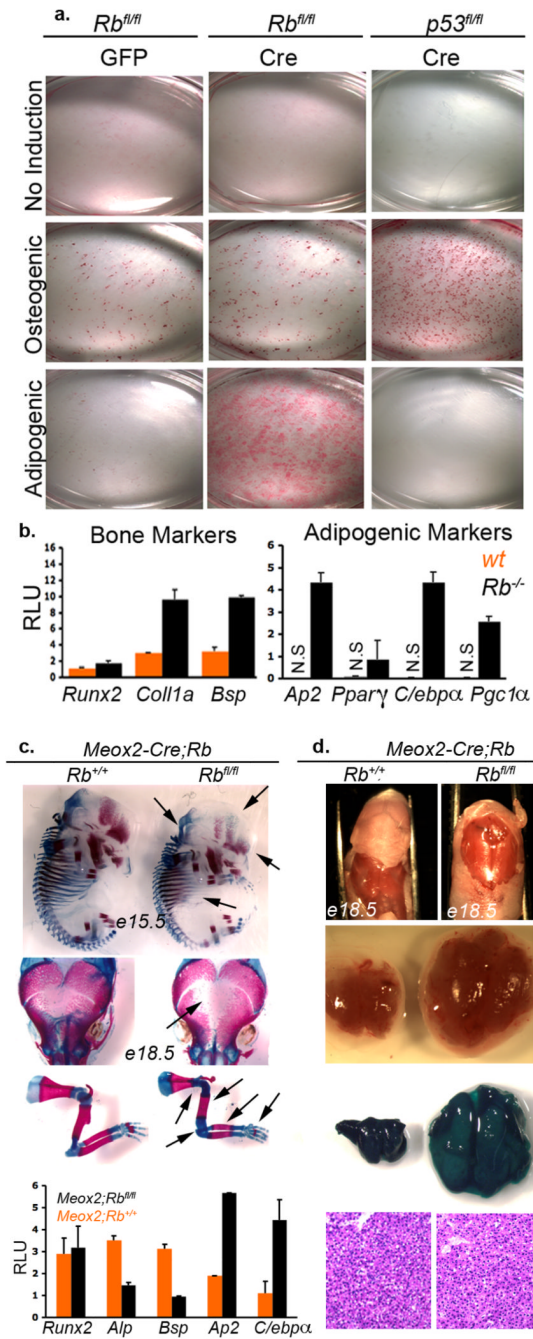 a.
Rb^fl/fl Rb^fl/fl p53^fl/fl
GFP Cre Cre
No Induction
Osteogenic
Adipogenic
b.
Bone Markers
RLU
16
14
12
10
8
6
4
2
0
Runx2 Coll1a Bsp
Adipogenic Markers
6
5
4
3
2
1
0
wt
Rb^-/-
N.S N.S N.S N.S
Ap2 Pparγ C/ebpα Pgc1α
c.
Meox2-Cre;Rb
Rb^+/+ Rb^fl/fl
e15.5
e18.5
RLU
6
5
4
3
2
1
0
Meox2;Rb^fl/fl
Meox2;Rb^+/+
Runx2 Alp Bsp Ap2 C/ebpα
d.
Meox2-Cre;Rb
Rb^+/+ Rb^fl/fl
e18.5 e18.5